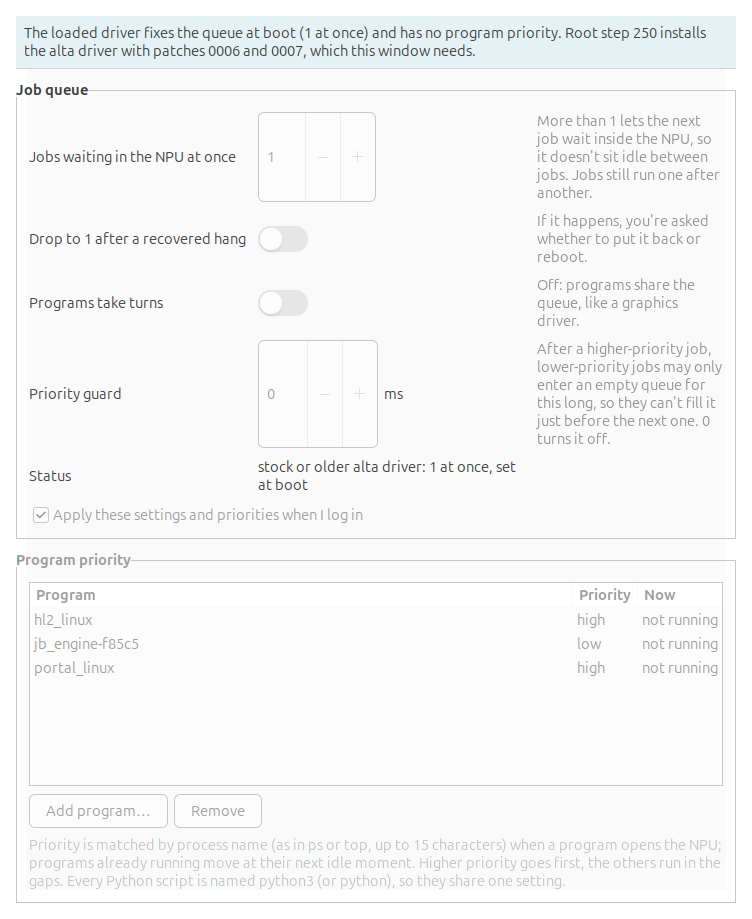 The loaded driver fixes the queue at boot (1 at once) and has no program priority. Root step 250 installs
the alta driver with patches 0006 and 0007, which this window needs.
Job queue
Jobs waiting in the NPU at once
1 − +
More than 1 lets the next
job wait inside the NPU, so
it doesn't sit idle between
jobs. Jobs still run one after
another.
Drop to 1 after a recovered hang
If it happens, you're asked
whether to put it back or
reboot.
Programs take turns
Off: programs share the
queue, like a graphics
driver.
Priority guard
0 − + ms
After a higher-priority job,
lower-priority jobs may only
enter an empty queue for
this long, so they can't fill it
just before the next one. 0
turns it off.
Status
stock or older alta driver: 1 at once, set
at boot
Apply these settings and priorities when I log in
Program priority
Program Priority Now
hl2_linux high not running
jb_engine-f85c5 low not running
portal_linux high not running
Add program… Remove
Priority is matched by process name (as in ps or top, up to 15 characters) when a program opens the NPU;
programs already running move at their next idle moment. Higher priority goes first, the others run in the
gaps. Every Python script is named python3 (or python), so they share one setting.